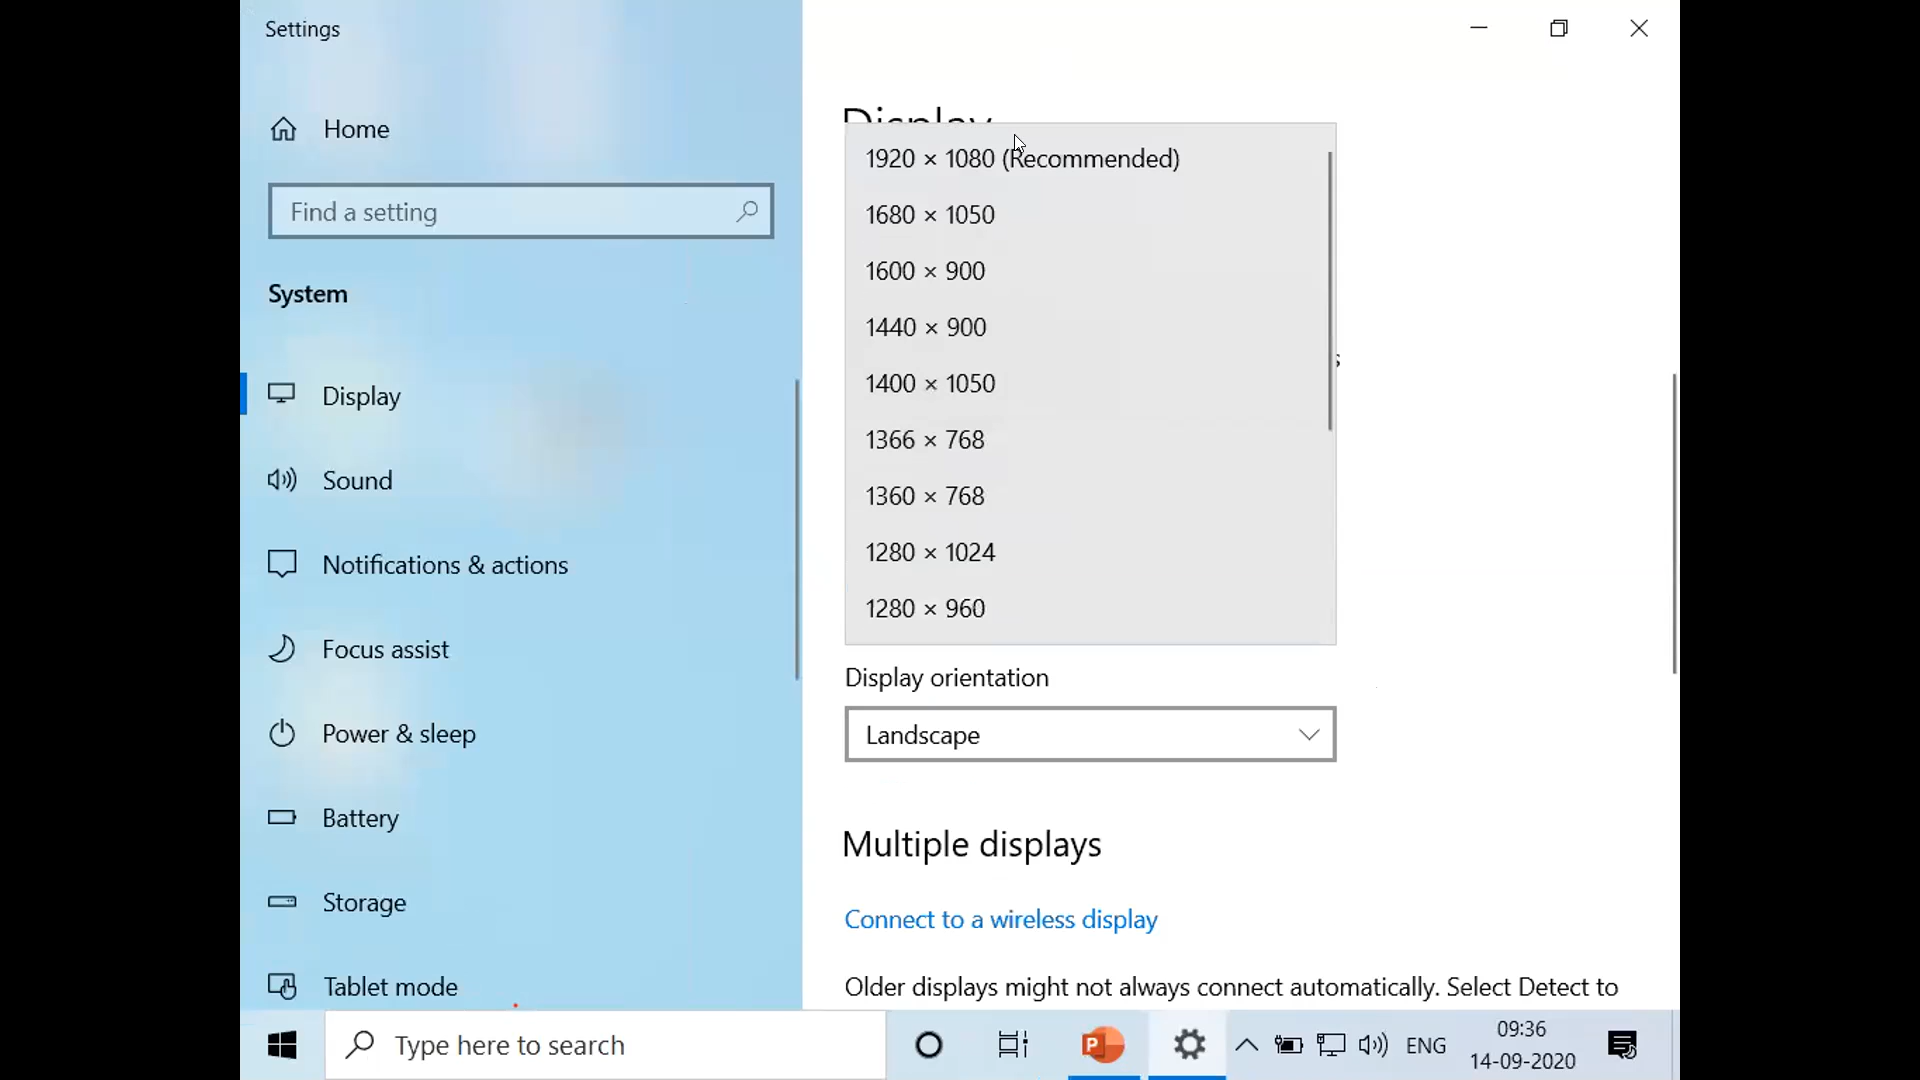 Settings
Home
Find a setting
System
Display
Sound
Notifications & actions
Focus assist
Power & sleep
Battery
Storage
Tablet mode
Display
1920 × 1080 (Recommended)
1680 × 1050
1600 × 900
1440 × 900
1400 × 1050
1366 × 768
1360 × 768
1280 × 1024
1280 × 960
s
Display orientation
Landscape
Multiple displays
Connect to a wireless display
Older displays might not always connect automatically. Select Detect to
Type here to search
P
ENG
09:36
14-09-2020